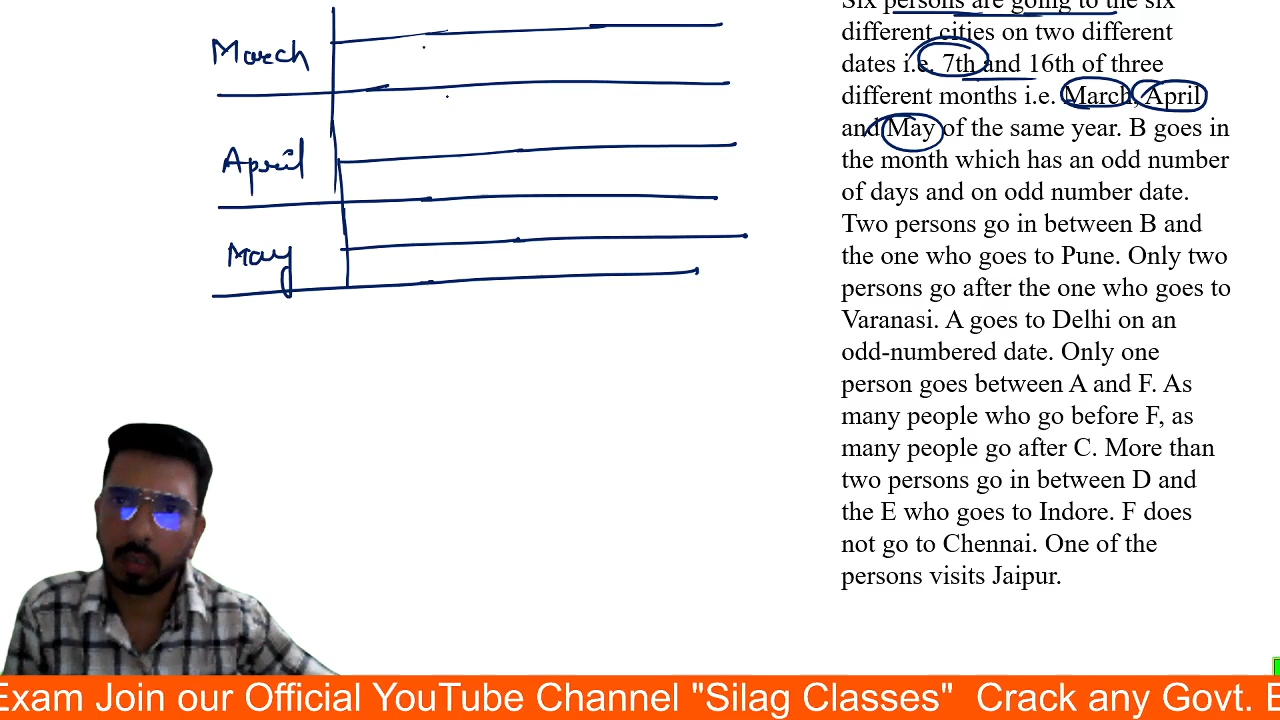 March
April
May
Six persons are going to the six
different cities on two different
dates i.e. 7th and 16th of three
different months i.e. March, April
and May of the same year. B goes in
the month which has an odd number
of days and on odd number date.
Two persons go in between B and
the one who goes to Pune. Only two
persons go after the one who goes to
Varanasi. A goes to Delhi on an
odd-numbered date. Only one
person goes between A and F. As
many people who go before F, as
many people go after C. More than
two persons go in between D and
the E who goes to Indore. F does
not go to Chennai. One of the
persons visits Jaipur.
Exam Join our Official YouTube Channel "Silag Classes" Crack any Govt. E